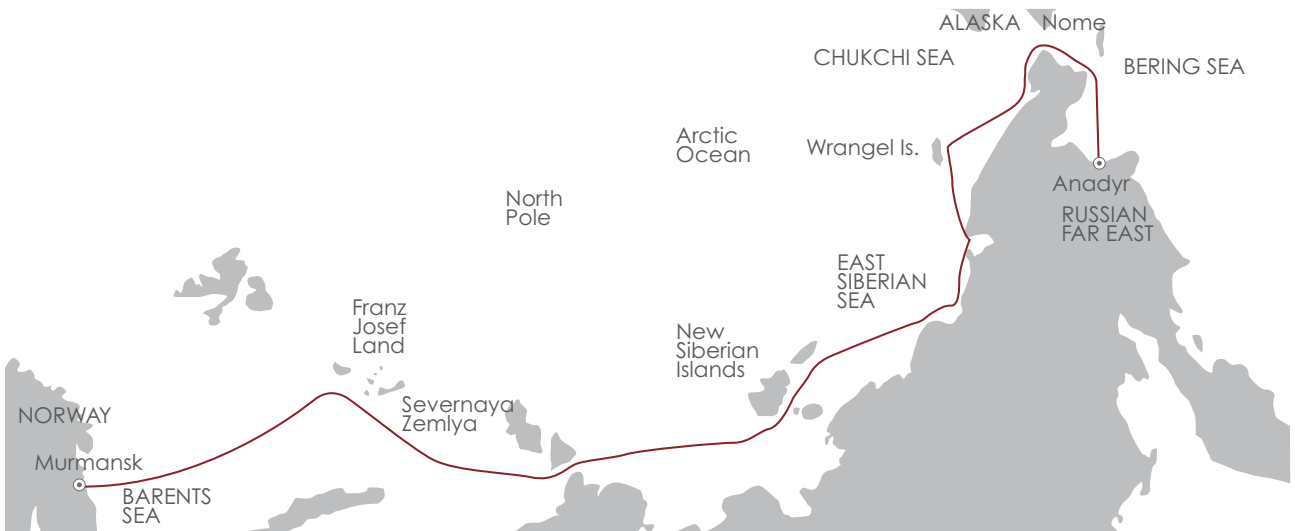 ALASKA
Nome
CHUKCHI SEA
BERING SEA
Arctic
Ocean
Wrangel Is.
Anadyr
North
Pole
RUSSIAN
FAR EAST
EAST
SIBERIAN
SEA
Franz
Josef
Land
New
Siberian
Islands
Severnaya
Zemlya
NORWAY
Murmansk
BARENTS
SEA